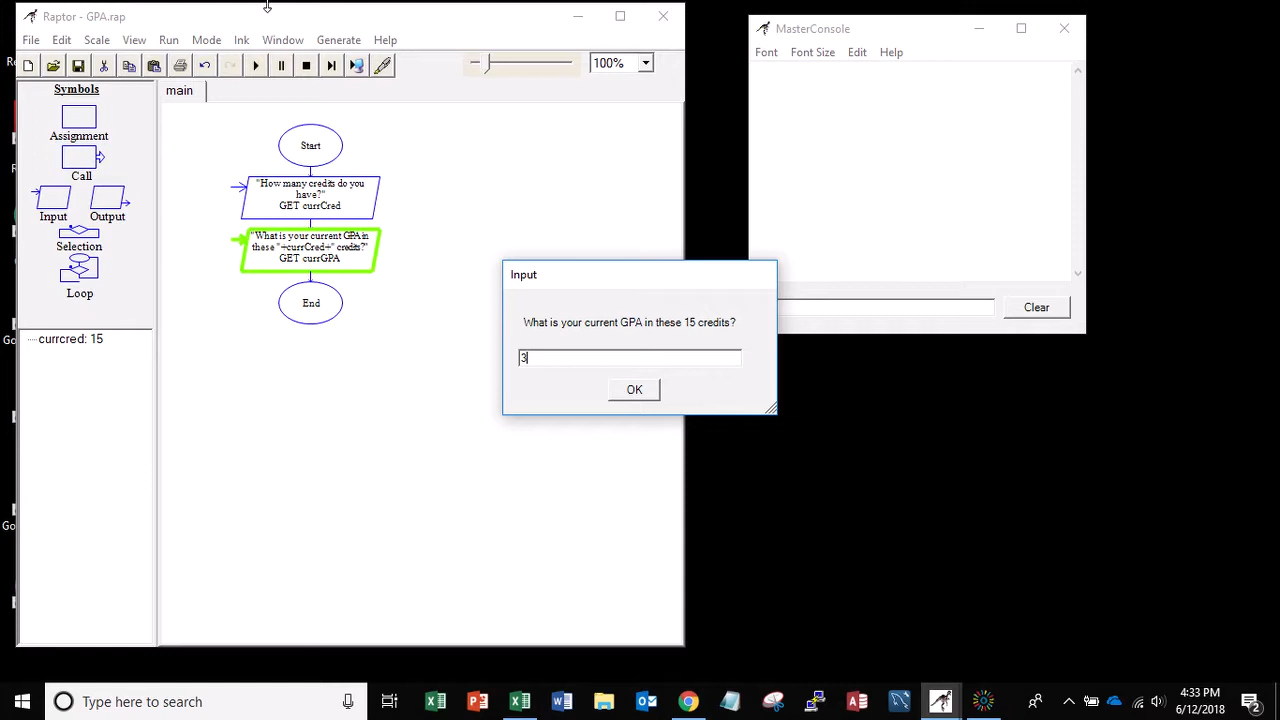 Raptor - GPA.rap
File Edit Scale View Run Mode Ink Window Generate Help
100%
Symbols
Assignment
Call
Input Output
Selection
Loop
main
Start
"How many credits do you
have?"
GET currCred
"What is your current GPA in
these "+currCred+" credits?"
GET currGPA
End
currcred: 15
MasterConsole
Font Font Size Edit Help
Clear
Input
What is your current GPA in these 15 credits?
3
OK
Type here to search
4:33 PM
6/12/2018
2